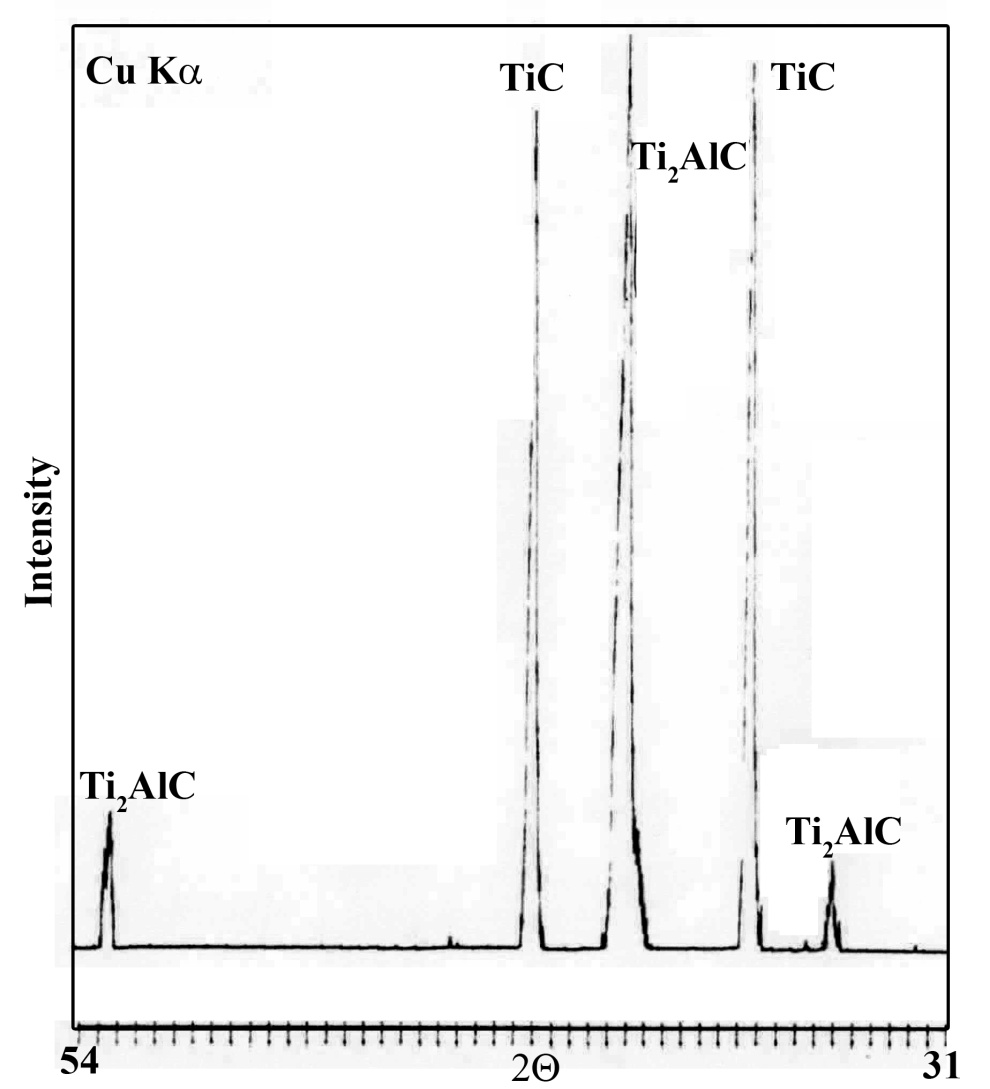 Cu Kα
TiC
TiC
Ti₂AlC
Ti₂AlC
Ti₂AlC
Intensity
54
2Θ
31